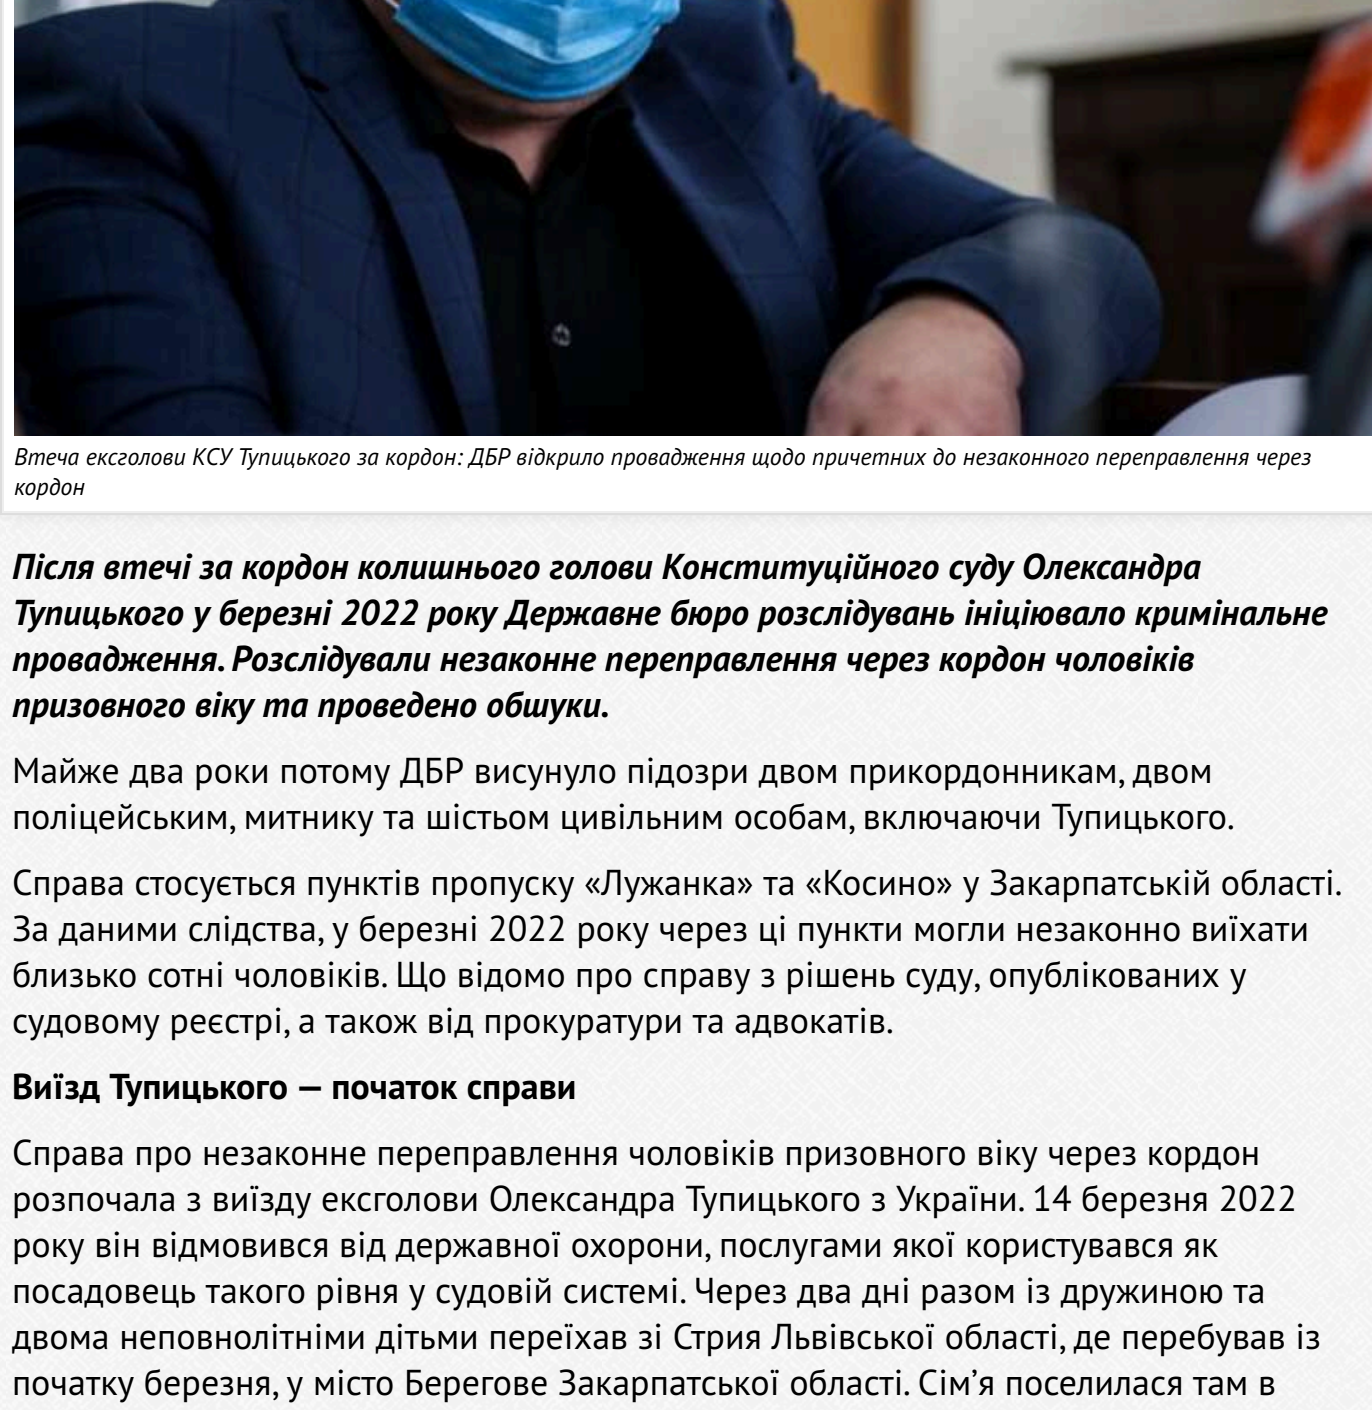 Втеча ексголови КСУ Тупицького за кордон: ДБР відкрило провадження щодо причетних до незаконного переправлення через
кордон
Після втечі за кордон колишнього голови Конституційного суду Олександра
Тупицького у березні 2022 року Державне бюро розслідувань ініціювало кримінальне
провадження. Розслідували незаконне переправлення через кордон чоловіків
призовного віку та проведено обшуки.
Майже два роки потому ДБР висунуло підозри двом прикордонникам, двом
поліцейським, митнику та шістьом цивільним особам, включаючи Тупицького.
Справа стосується пунктів пропуску «Лужанка» та «Косино» у Закарпатській області.
За даними слідства, у березні 2022 року через ці пункти могли незаконно виїхати
близько сотні чоловіків. Що відомо про справу з рішень суду, опублікованих у
судовому реєстрі, а також від прокуратури та адвокатів.
Виїзд Тупицького — початок справи
Справа про незаконне переправлення чоловіків призовного віку через кордон
розпочала з виїзду ексголови Олександра Тупицького з України. 14 березня 2022
року він відмовився від державної охорони, послугами якої користувався як
посадовець такого рівня у судовій системі. Через два дні разом із дружиною та
двома неповнолітніми дітьми переїхав зі Стрия Львівської області, де перебував із
початку березня, у місто Берегове Закарпатської області. Сім’я поселилася там в